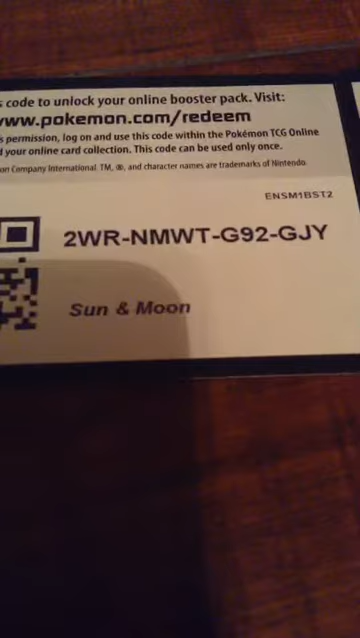 code to unlock your online booster pack. Visit:
www.pokemon.com/redeem
permission, log on and use this code within the Pokémon TCG Online
your online card collection. This code can be used only once.
Company International. TM, ®, and character names are trademarks of Nintendo.
ENSM1BST2
2WR-NMWT-G92-GJY
Sun & Moon